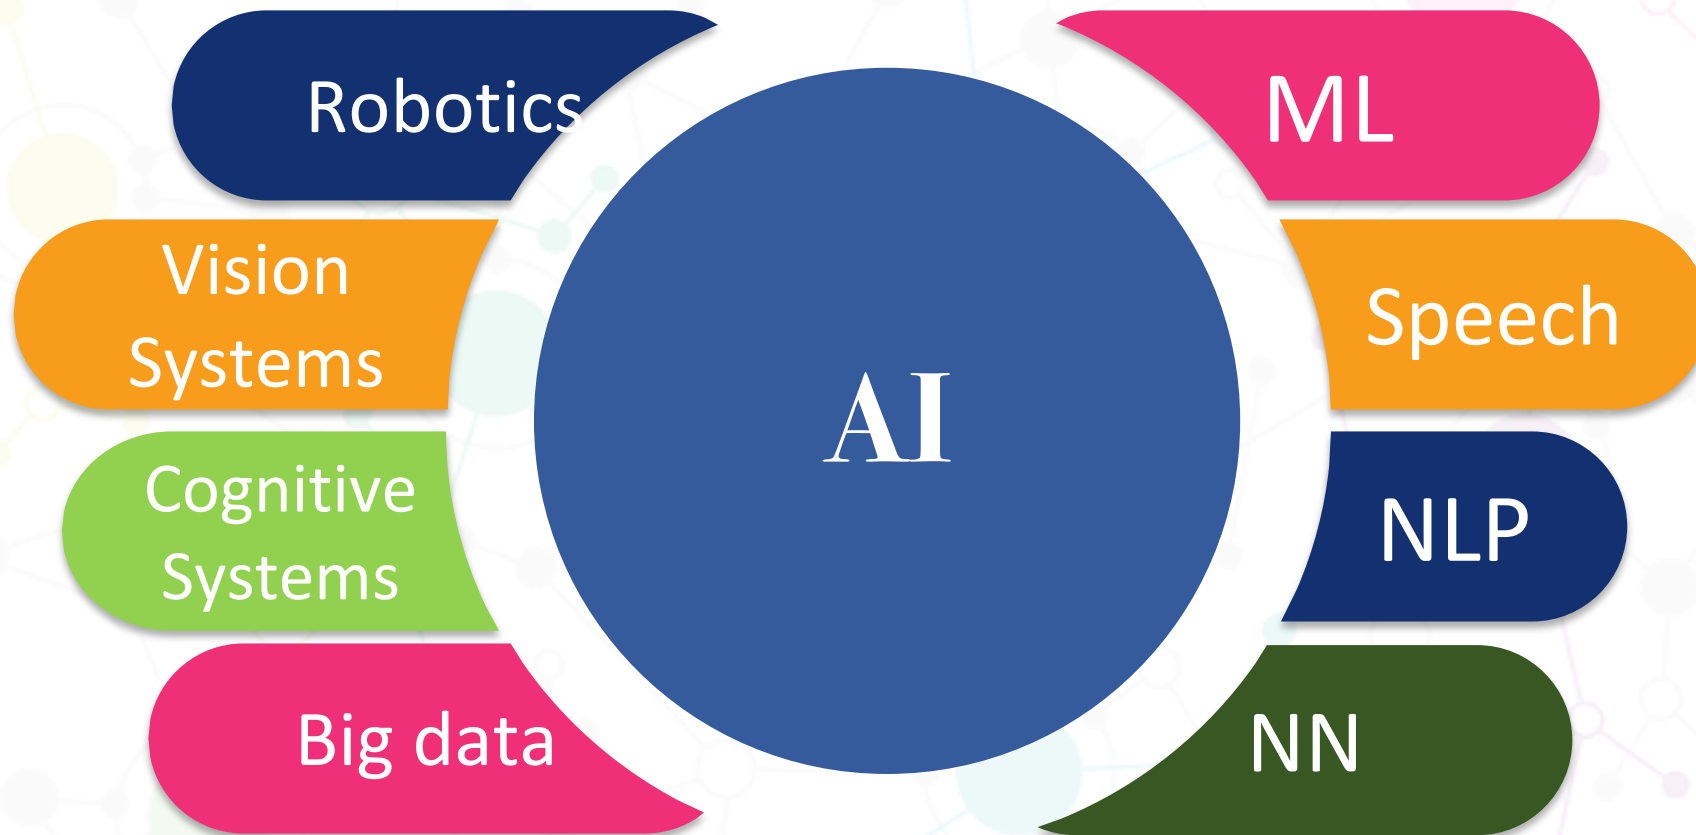 Robotics
Vision
Systems
Cognitive
Systems
Big data
AI
ML
Speech
NLP
NN